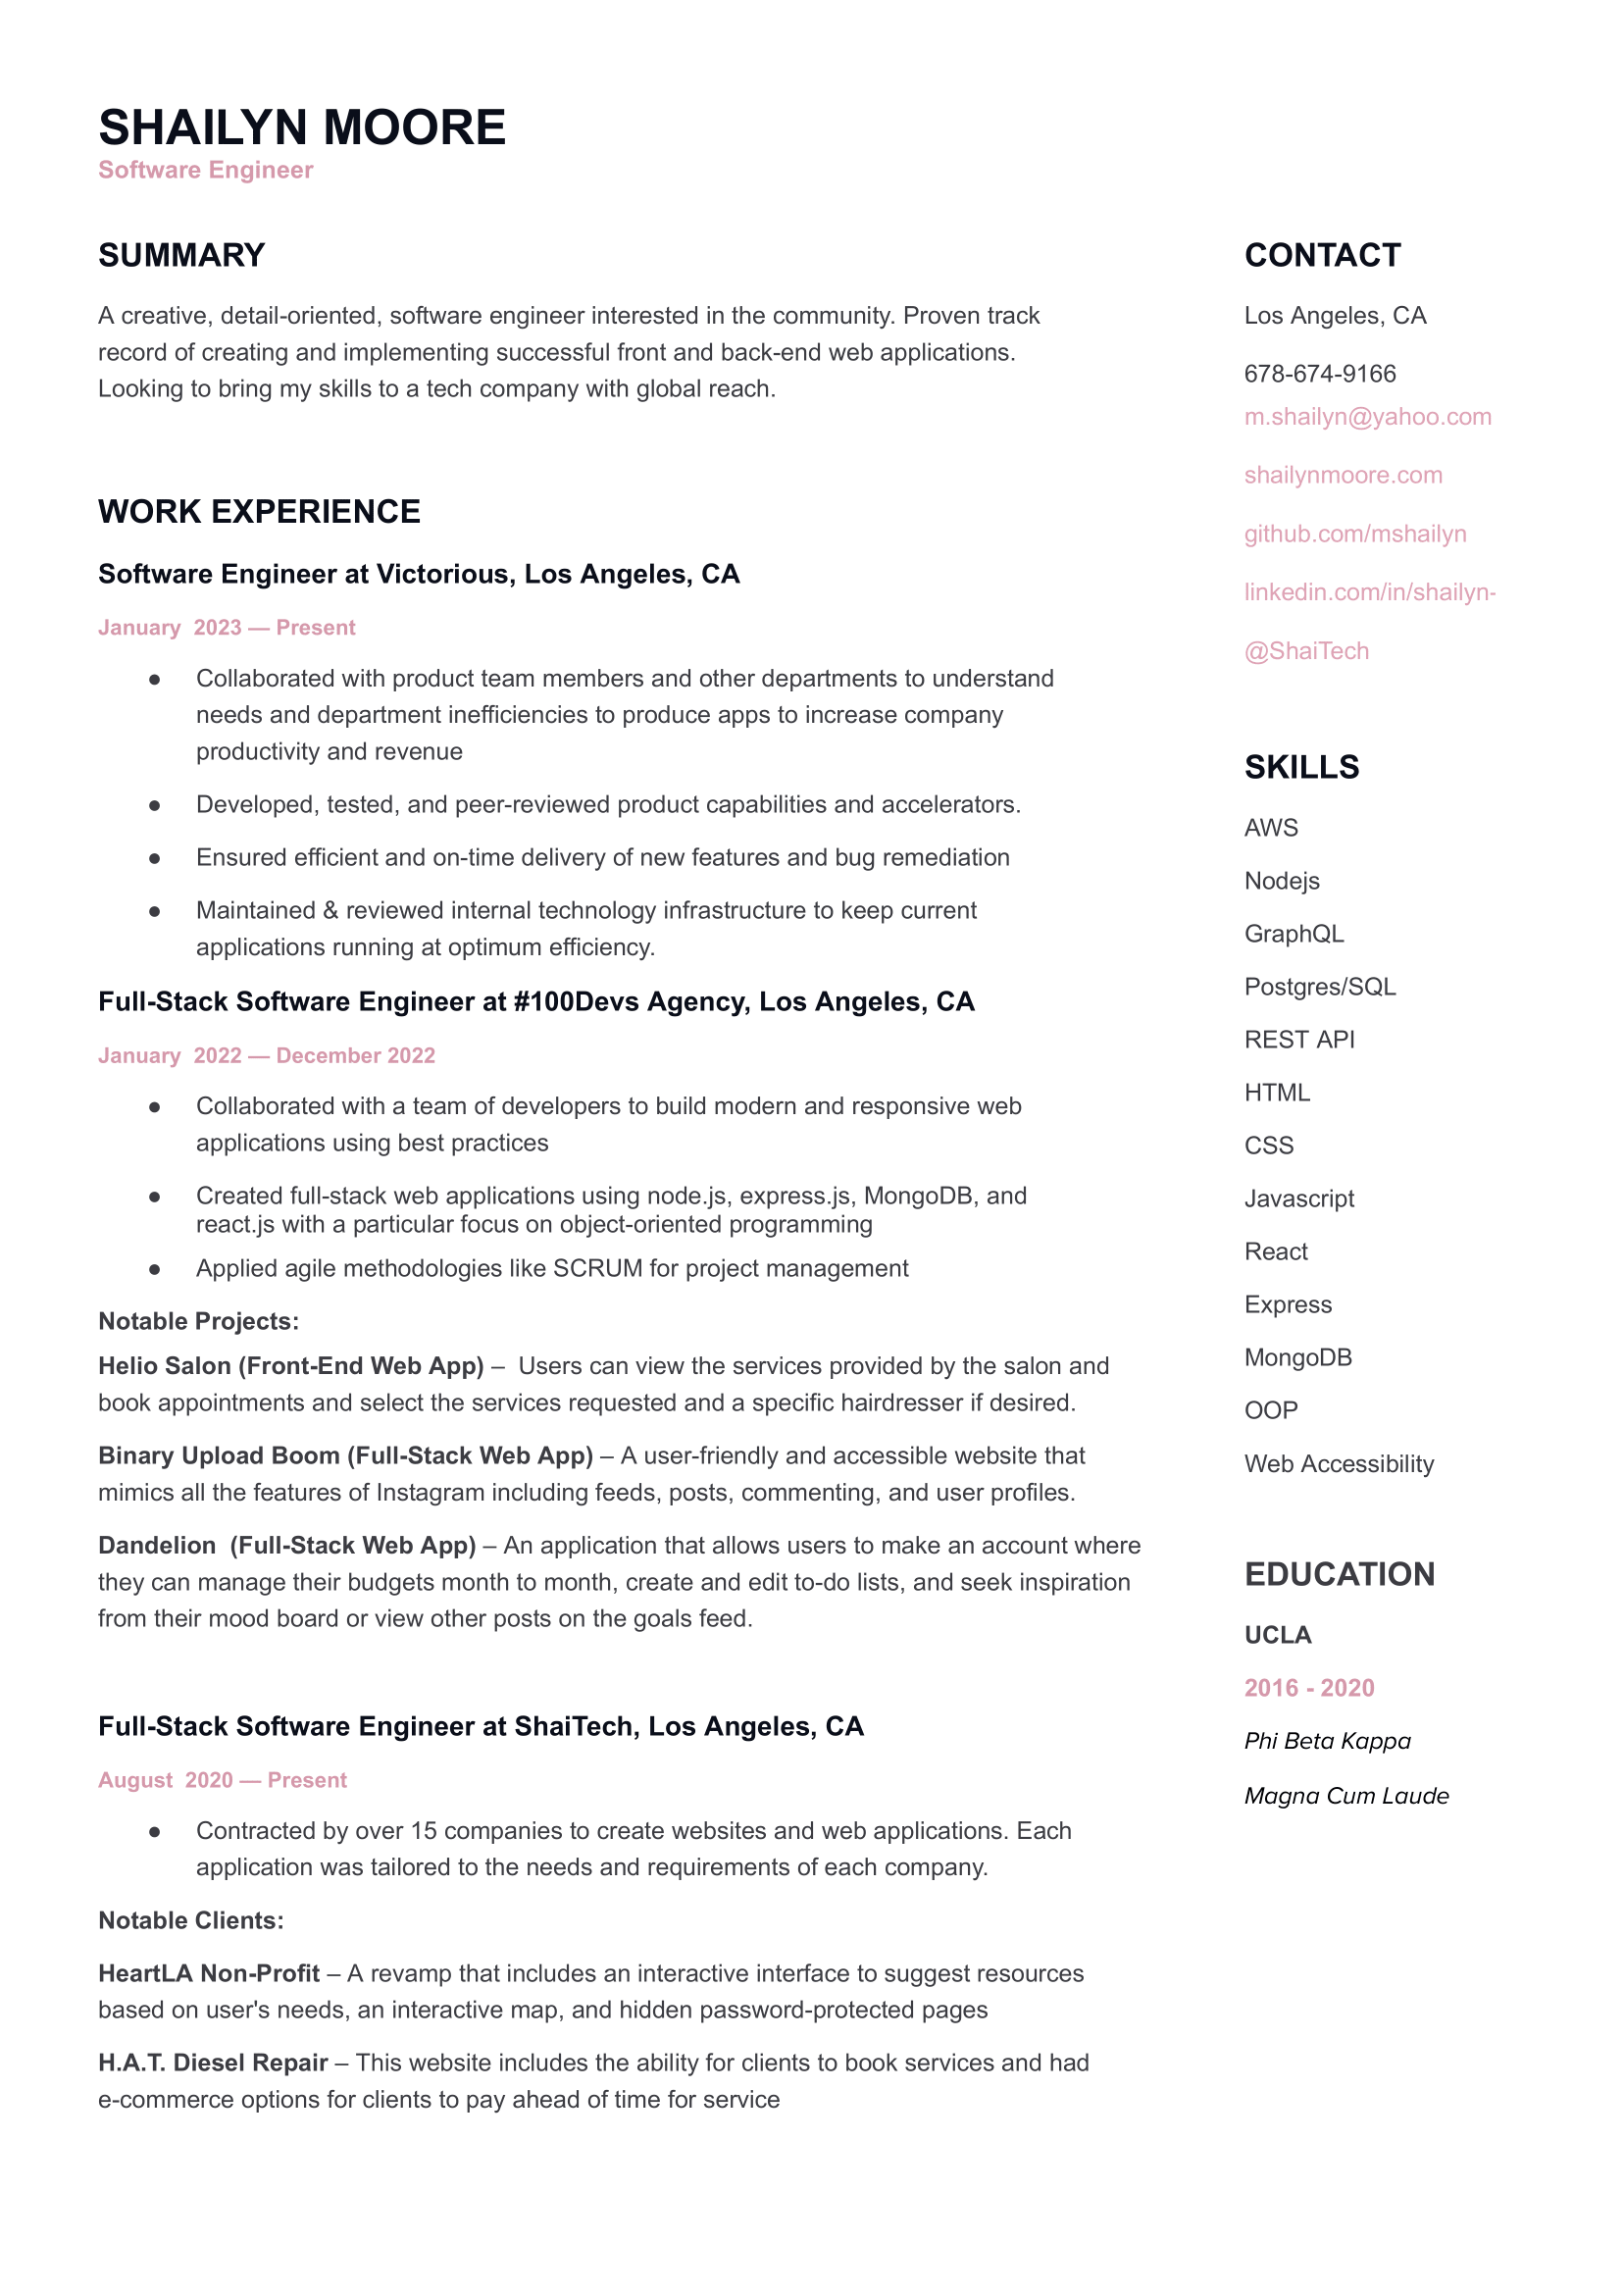 SHAILYN MOORE
Software Engineer
SUMMARY
A creative, detail-oriented, software engineer interested in the community. Proven track
record of creating and implementing successful front and back-end web applications.
Looking to bring my skills to a tech company with global reach.
WORK EXPERIENCE
Software Engineer at Victorious, Los Angeles, CA
January  2023 — Present
● Collaborated with product team members and other departments to understand
needs and department inefficiencies to produce apps to increase company
productivity and revenue
● Developed, tested, and peer-reviewed product capabilities and accelerators.
● Ensured efficient and on-time delivery of new features and bug remediation
● Maintained & reviewed internal technology infrastructure to keep current
applications running at optimum efficiency.
Full-Stack Software Engineer at #100Devs Agency, Los Angeles, CA
January  2022 — December 2022
● Collaborated with a team of developers to build modern and responsive web
applications using best practices
● Created full-stack web applications using node.js, express.js, MongoDB, and
react.js with a particular focus on object-oriented programming
● Applied agile methodologies like SCRUM for project management
Notable Projects:
Helio Salon (Front-End Web App) –  Users can view the services provided by the salon and
book appointments and select the services requested and a specific hairdresser if desired.
Binary Upload Boom (Full-Stack Web App) – A user-friendly and accessible website that
mimics all the features of Instagram including feeds, posts, commenting, and user profiles.
Dandelion  (Full-Stack Web App) – An application that allows users to make an account where
they can manage their budgets month to month, create and edit to-do lists, and seek inspiration
from their mood board or view other posts on the goals feed.
Full-Stack Software Engineer at ShaiTech, Los Angeles, CA
August  2020 — Present
● Contracted by over 15 companies to create websites and web applications. Each
application was tailored to the needs and requirements of each company.
Notable Clients:
HeartLA Non-Profit – A revamp that includes an interactive interface to suggest resources
based on user's needs, an interactive map, and hidden password-protected pages
H.A.T. Diesel Repair – This website includes the ability for clients to book services and had
e-commerce options for clients to pay ahead of time for service
CONTACT
Los Angeles, CA
678-674-9166
m.shailyn@yahoo.com
shailynmoore.com
github.com/mshailyn
linkedin.com/in/shailyn-
@ShaiTech
SKILLS
AWS
Nodejs
GraphQL
Postgres/SQL
REST API
HTML
CSS
Javascript
React
Express
MongoDB
OOP
Web Accessibility
EDUCATION
UCLA
2016 - 2020
Phi Beta Kappa
Magna Cum Laude